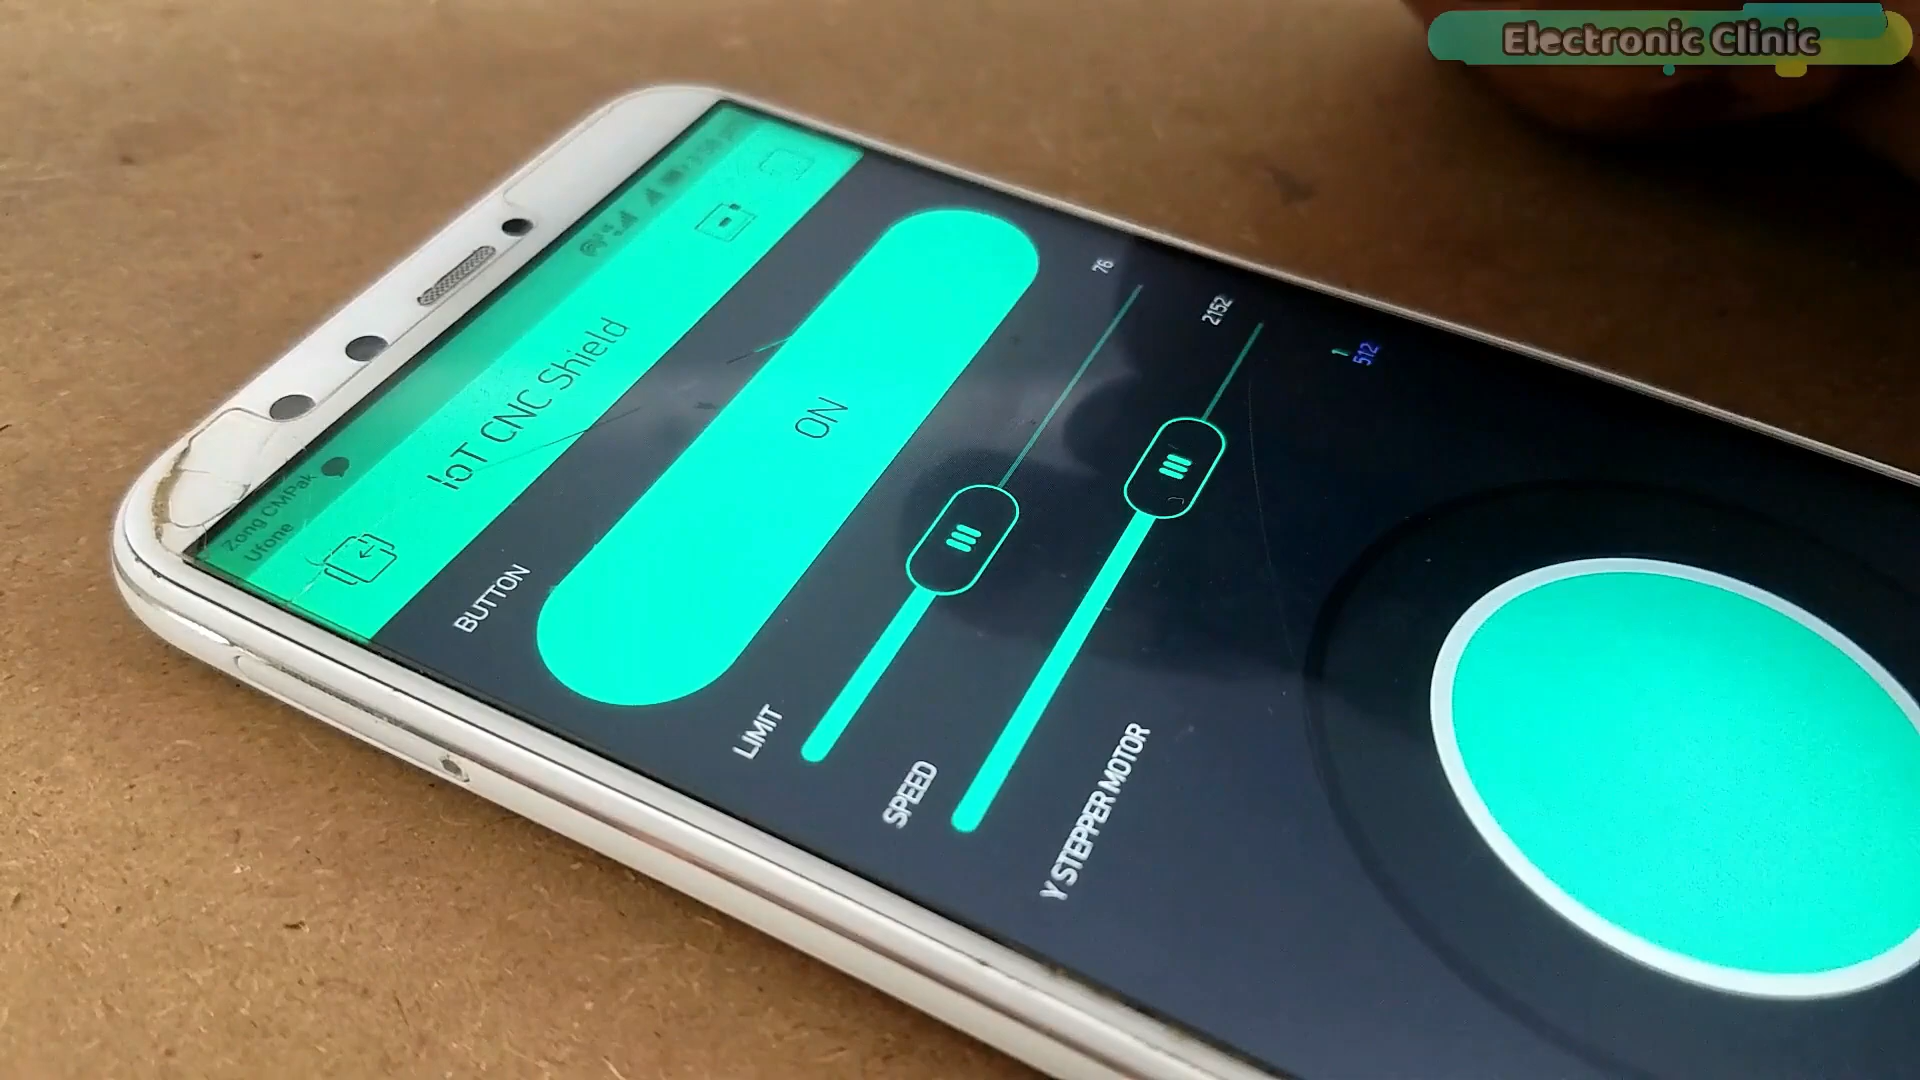 Electronic Clinic
Zong CMPak
Ufone
IoT CNC Shield
BUTTON
ON
LIMIT
76
SPEED
2152
Y STEPPER MOTOR
1
512